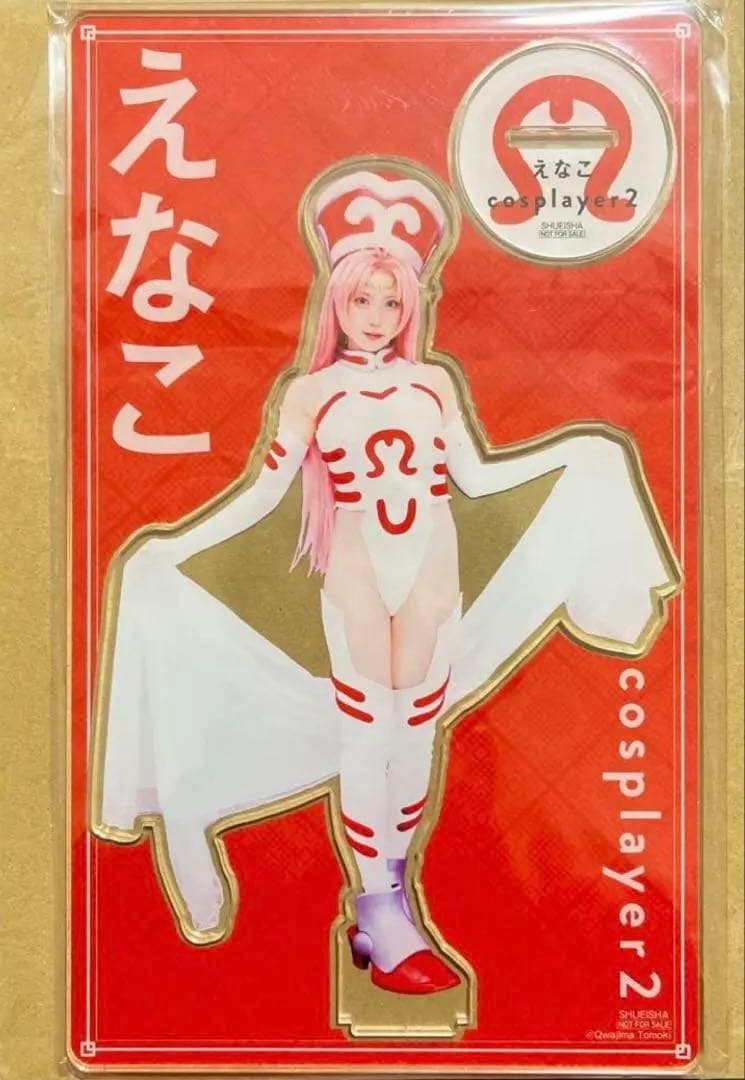 えなこ
えなこ
cosplayer2
SHUEISHA
NOT FOR SALE
cosplayer2
SHUEISHA
NOT FOR SALE
©Qwajima Tomoki